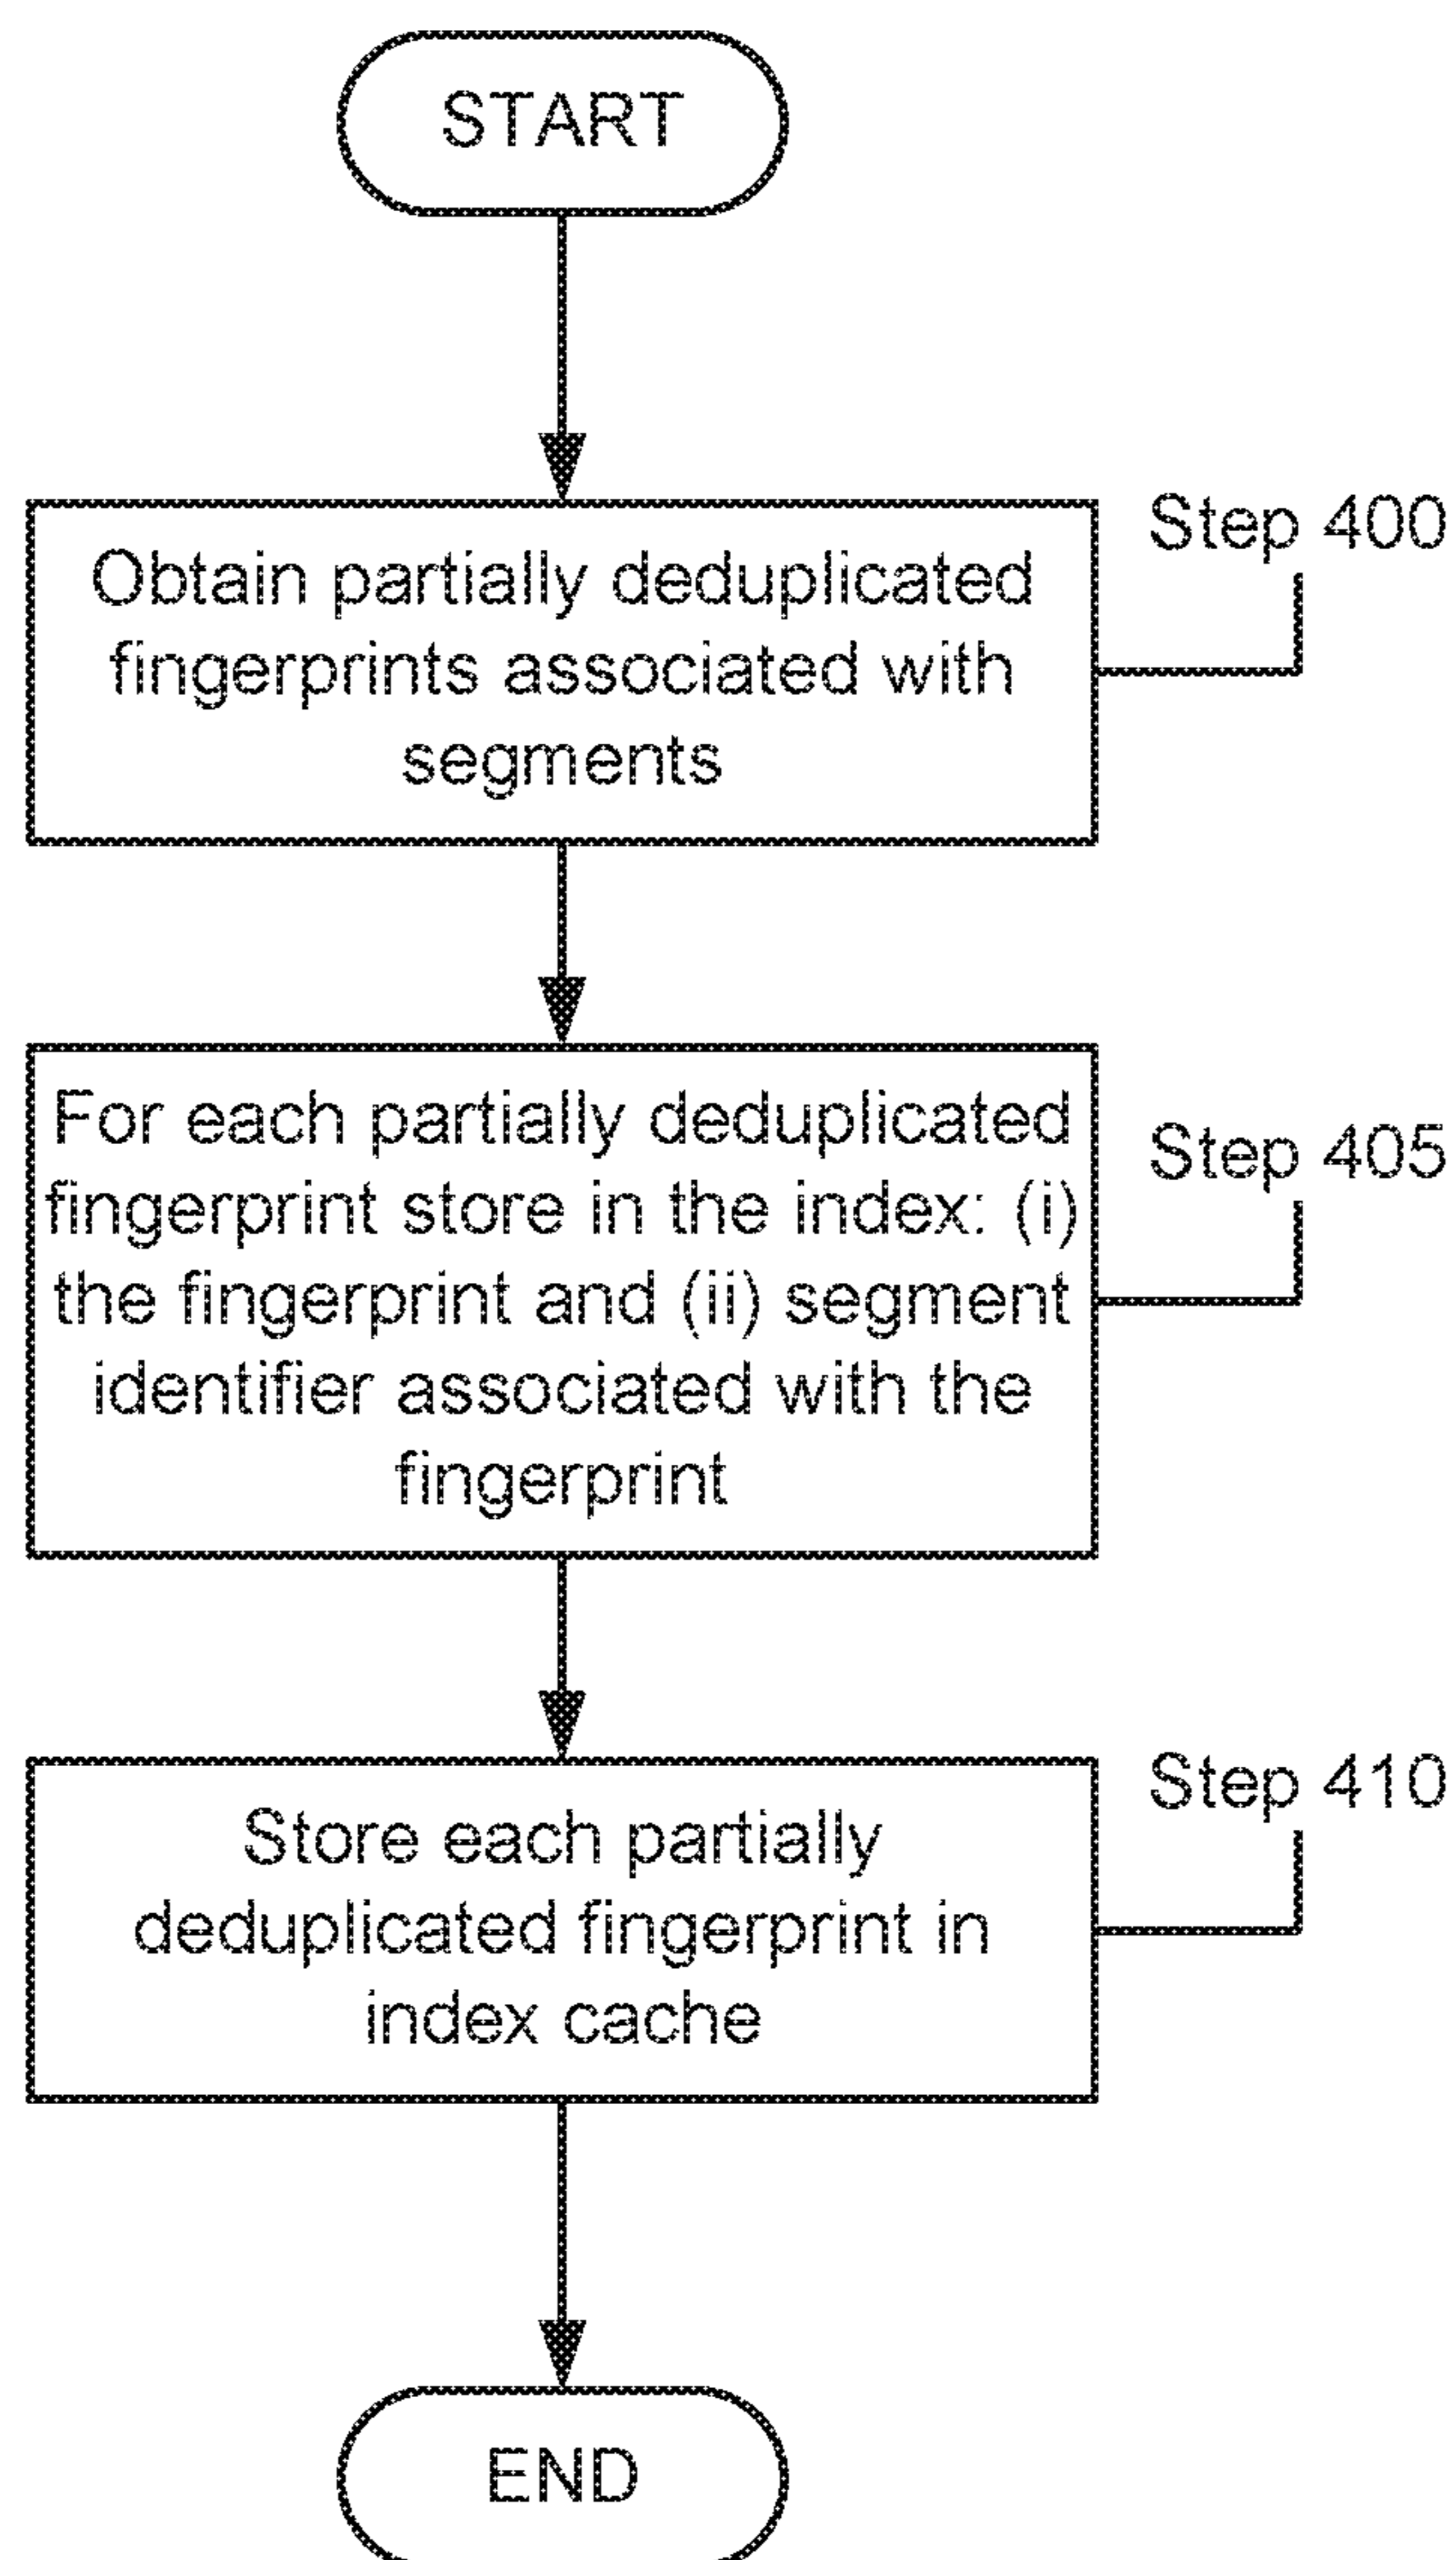 START
Step 400
Obtain partially deduplicated
fingerprints associated with
segments
Step 405
For each partially deduplicated
fingerprint store in the index: (i)
the fingerprint and (ii) segment
identifier associated with the
fingerprint
Step 410
Store each partially
deduplicated fingerprint in
index cache
END